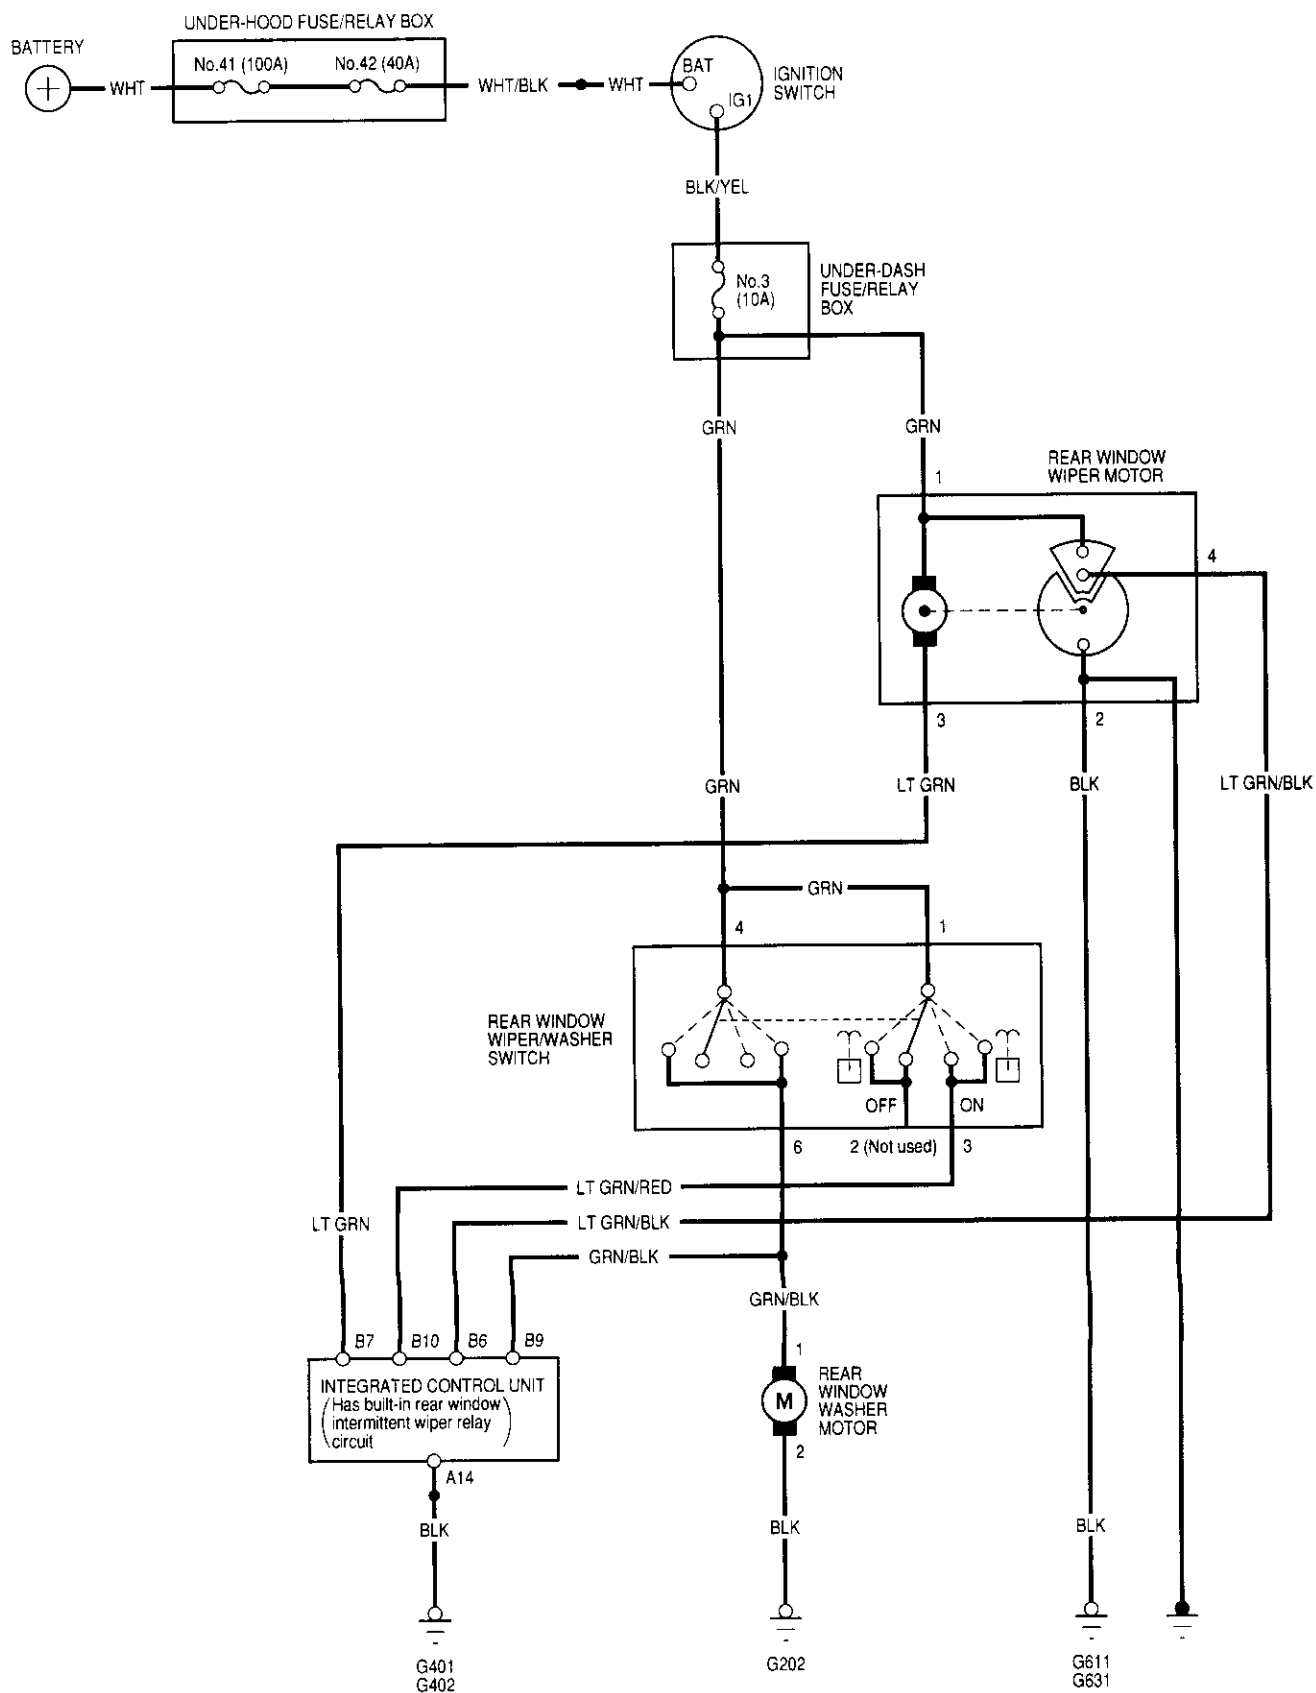 UNDER-HOOD FUSE/RELAY BOX
BATTERY
No.41 (100A)
No.42 (40A)
WHT
WHT/BLK
WHT
BAT
IG1
IGNITION
SWITCH
BLK/YEL
No.3
(10A)
UNDER-DASH
FUSE/RELAY
BOX
GRN
GRN
REAR WINDOW
WIPER MOTOR
1
4
3
2
GRN
LT GRN
BLK
LT GRN/BLK
GRN
4
1
REAR WINDOW
WIPER/WASHER
SWITCH
OFF
ON
6
2 (Not used)
3
LT GRN/RED
LT GRN
LT GRN/BLK
GRN/BLK
GRN/BLK
B7
B10
B6
B9
1
INTEGRATED CONTROL UNIT
(Has built-in rear window
intermittent wiper relay
circuit)
M
REAR
WINDOW
WASHER
MOTOR
2
A14
BLK
BLK
BLK
G401
G402
G202
G611
G631